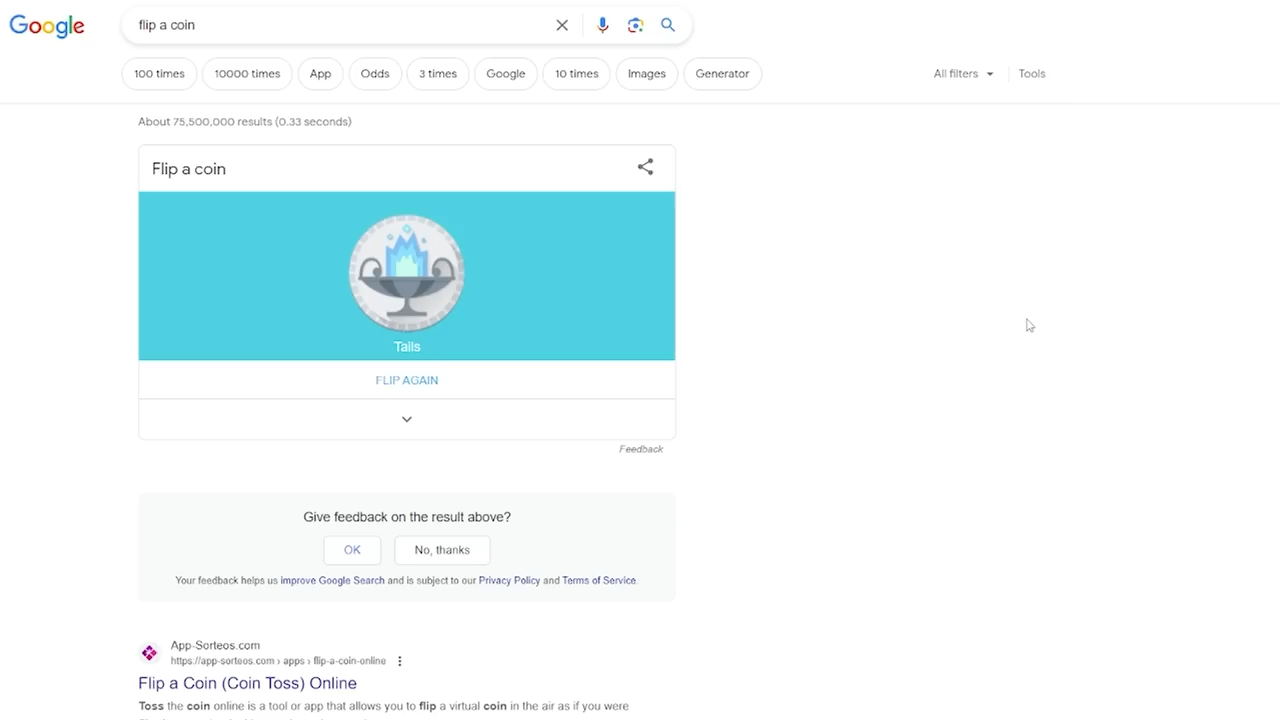 Google
flip a coin
100 times
10000 times
App
Odds
3 times
Google
10 times
Images
Generator
All filters
Tools
About 75,500,000 results (0.33 seconds)
Flip a coin
Tails
FLIP AGAIN
Feedback
Give feedback on the result above?
OK
No, thanks
Your feedback helps us improve Google Search and is subject to our Privacy Policy and Terms of Service.
App-Sorteos.com
https://app-sorteos.com › apps › flip-a-coin-online
Flip a Coin (Coin Toss) Online
Toss the coin online is a tool or app that allows you to flip a virtual coin in the air as if you were